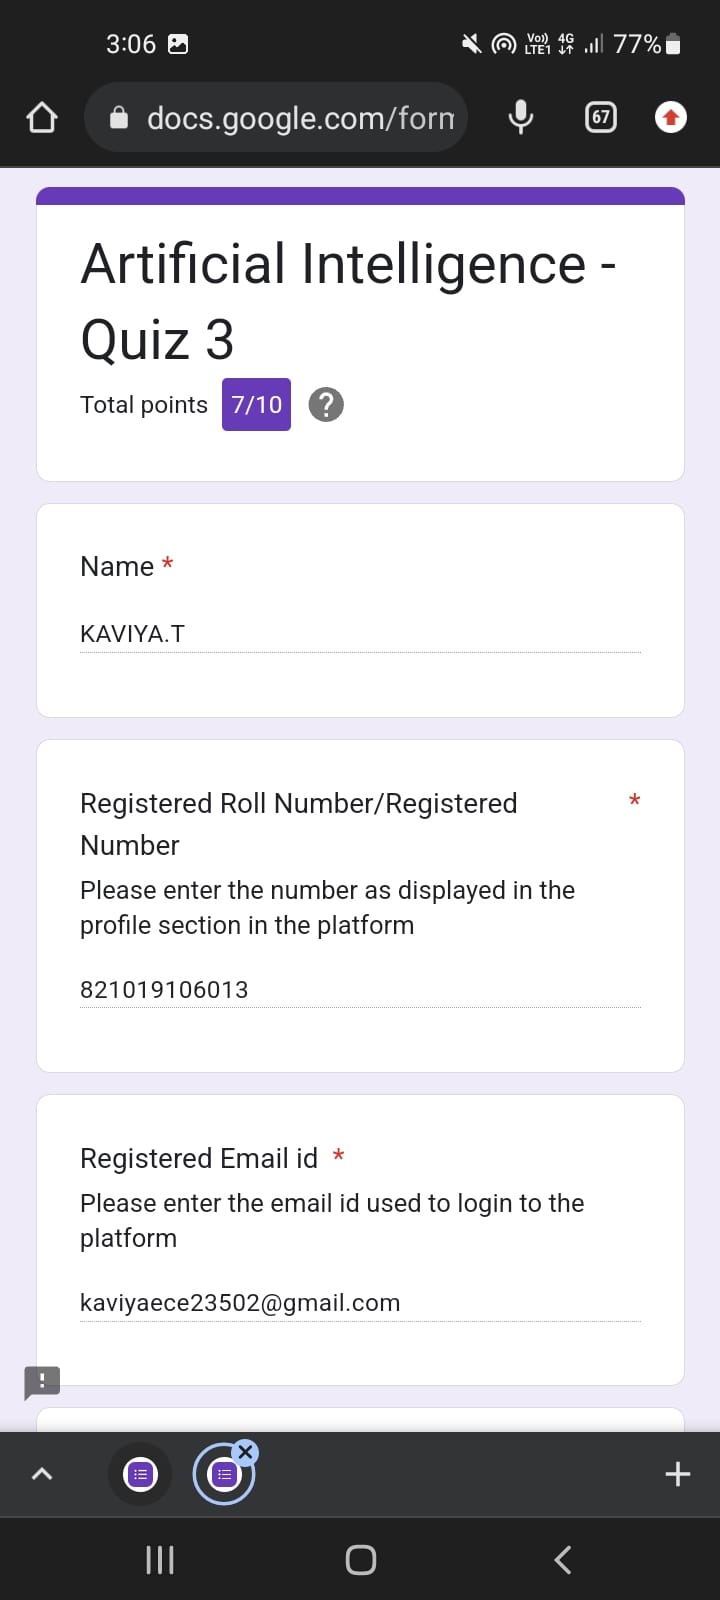 3:06
Vo)) 4G 77%
LTE1
docs.google.com/form
67
Artificial Intelligence -
Quiz 3
Total points 7/10 ?
Name *
KAVIYA.T
Registered Roll Number/Registered *
Number
Please enter the number as displayed in the
profile section in the platform
821019106013
Registered Email id *
Please enter the email id used to login to the
platform
kaviyaece23502@gmail.com